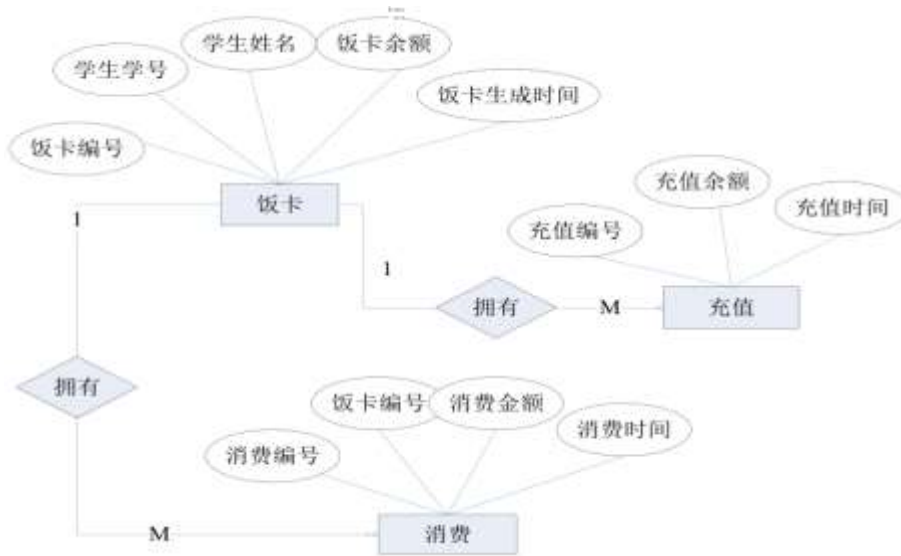 学生姓名
饭卡余额
学生学号
饭卡生成时间
饭卡编号
饭卡
1
充值余额
充值时间
充值编号
1
拥有
M
充值
拥有
饭卡编号
消费金额
消费时间
消费编号
M
消费